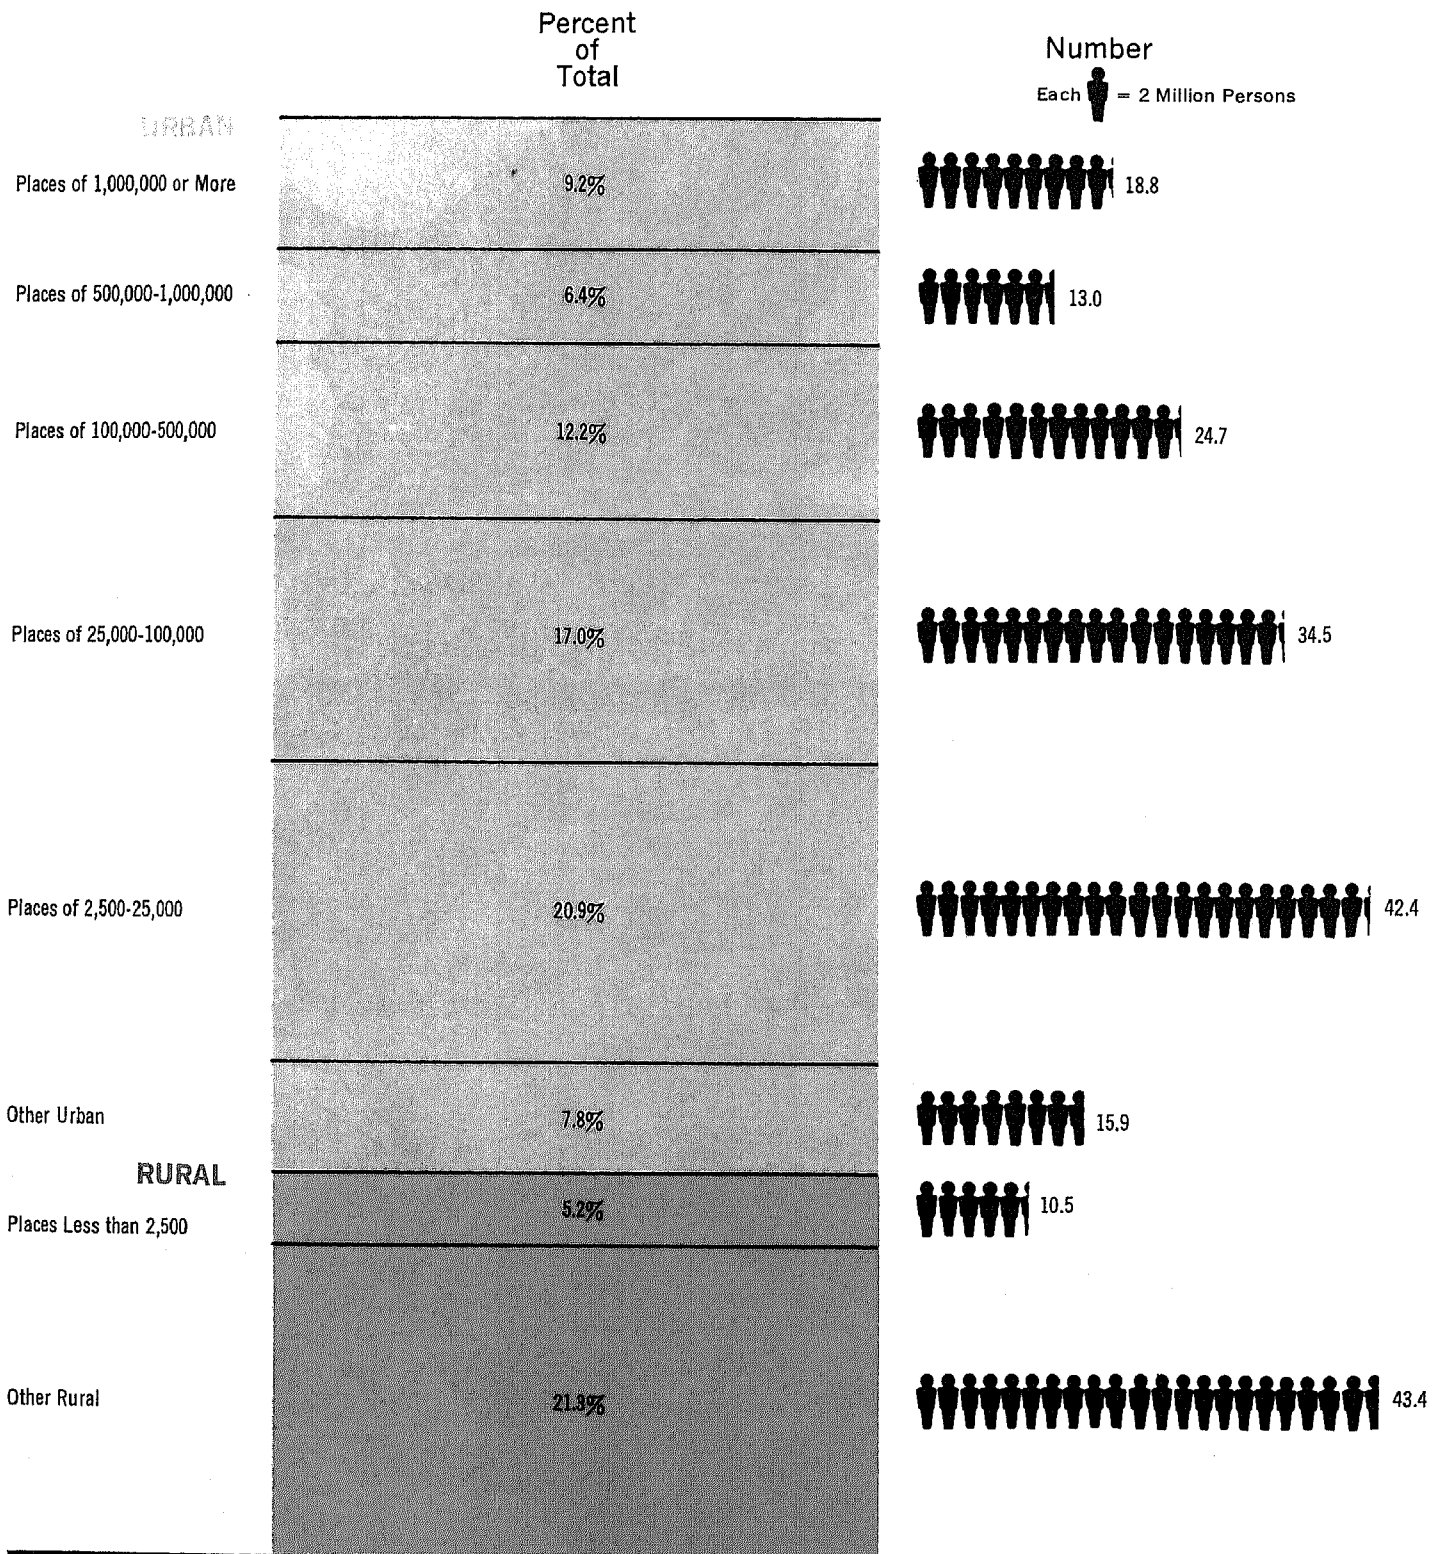 Percent
of
Total
Number
Each = 2 Million Persons
URBAN
Places of 1,000,000 or More 9.2% 18.8
Places of 500,000-1,000,000 6.4% 13.0
Places of 100,000-500,000 12.2% 24.7
Places of 25,000-100,000 17.0% 34.5
Places of 2,500-25,000 20.9% 42.4
Other Urban 7.8% 15.9
RURAL
Places Less than 2,500 5.2% 10.5
Other Rural 21.3% 43.4